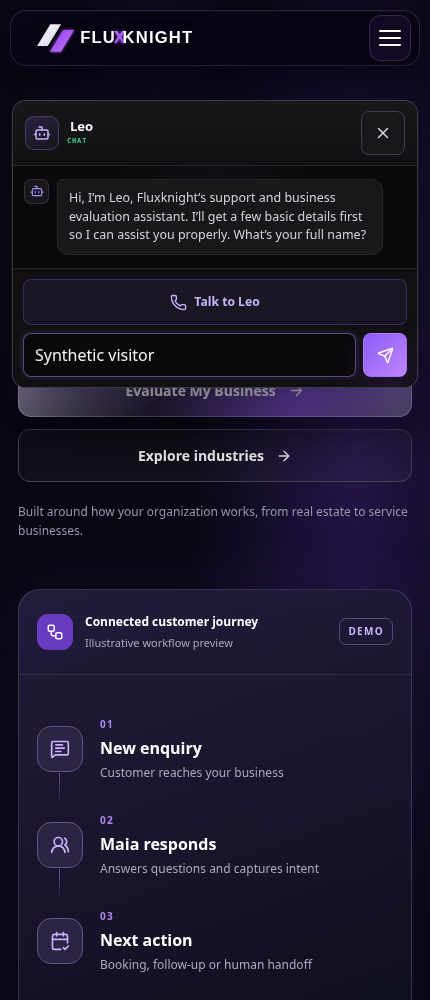 FLUXKNIGHT
Leo
CHAT
Hi, I’m Leo, Fluxknight’s support and business
evaluation assistant. I’ll get a few basic details first
so I can assist you properly. What’s your full name?
Talk to Leo
Synthetic visitor
Evaluate My Business
Explore industries
Built around how your organization works, from real estate to service
businesses.
Connected customer journey
Illustrative workflow preview
DEMO
01
New enquiry
Customer reaches your business
02
Maia responds
Answers questions and captures intent
03
Next action
Booking, follow-up or human handoff